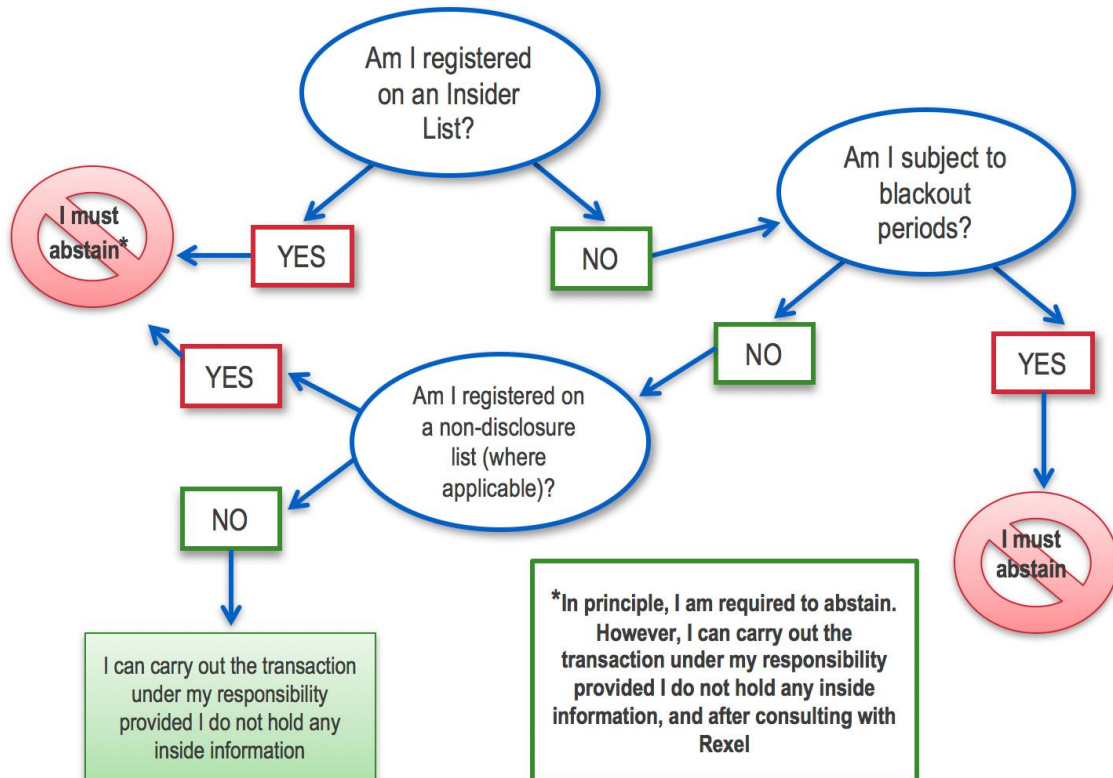 Am I registered
on an Insider
List?
Am I subject to
blackout
periods?
I must
abstain*
YES
NO
NO
YES
YES
Am I registered on
a non-disclosure
list (where
applicable)?
NO
I must
abstain
I can carry out the transaction
under my responsibility
provided I do not hold any
inside information
*In principle, I am required to abstain.
However, I can carry out the
transaction under my responsibility
provided I do not hold any inside
information, and after consulting with
Rexel